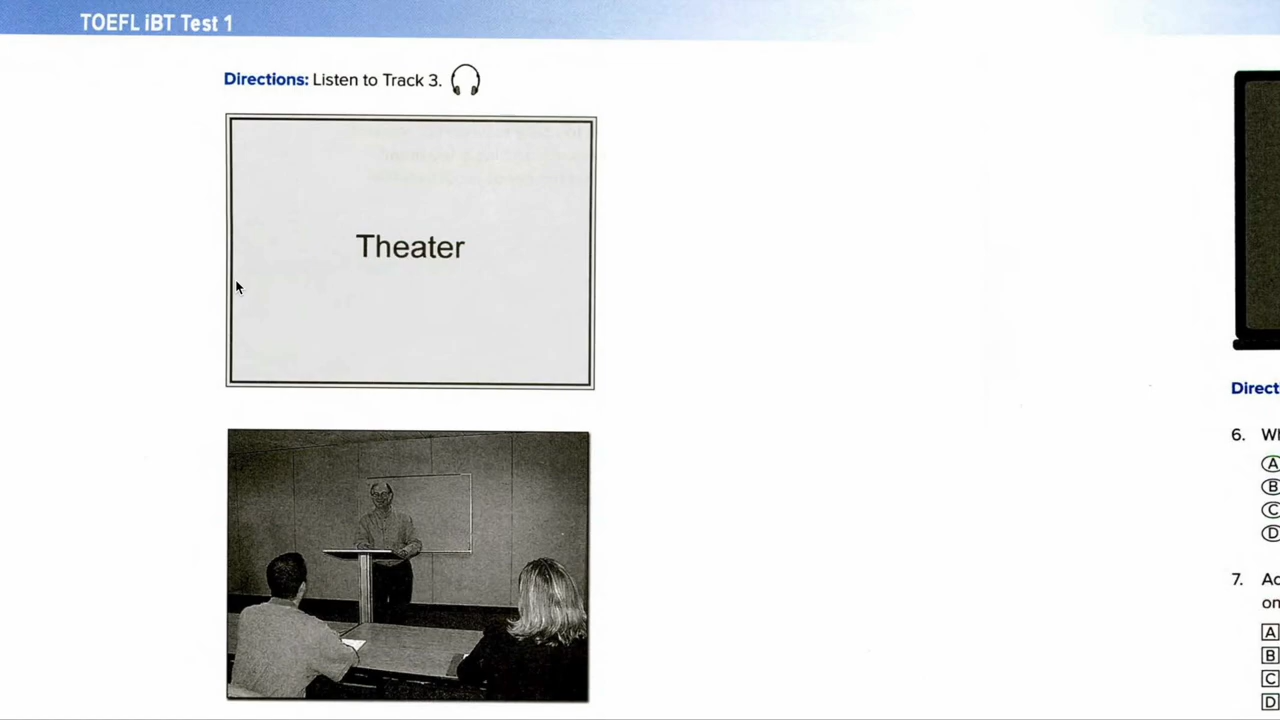 TOEFL iBT Test 1
Directions: Listen to Track 3.
Theater
Direct
6. Wh
A
B
C
D
7. Ac
on
A
B
C
D